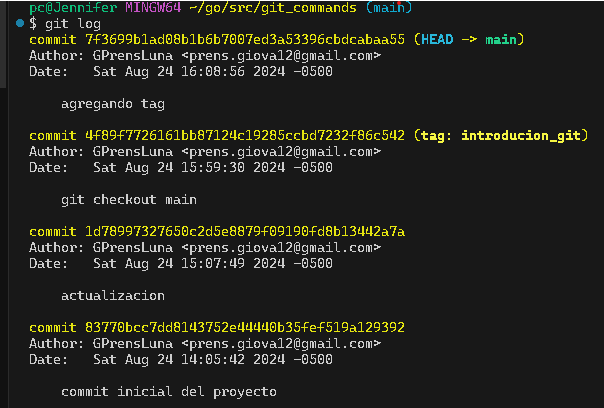 pc@Jennifer MINGW64 ~/go/src/git_commands (main)
$ git log
commit 7f3699b1ad08b1b6b7007ed3a53396cbdcabaa55 (HEAD -> main)
Author: GPrensLuna <prens.giova12@gmail.com>
Date:   Sat Aug 24 16:08:56 2024 -0500
agregando tag
commit 4f89f7726161bb87124c19285ccbd7232f86c542 (tag: introducion_git)
Author: GPrensLuna <prens.giova12@gmail.com>
Date:   Sat Aug 24 15:59:30 2024 -0500
git checkout main
commit 1d78997327650c2d5e8879f09190fd8b13442a7a
Author: GPrensLuna <prens.giova12@gmail.com>
Date:   Sat Aug 24 15:07:49 2024 -0500
actualizacion
commit 83770bcc7dd8143752e44440b35fef519a129392
Author: GPrensLuna <prens.giova12@gmail.com>
Date:   Sat Aug 24 14:05:42 2024 -0500
commit inicial del proyecto